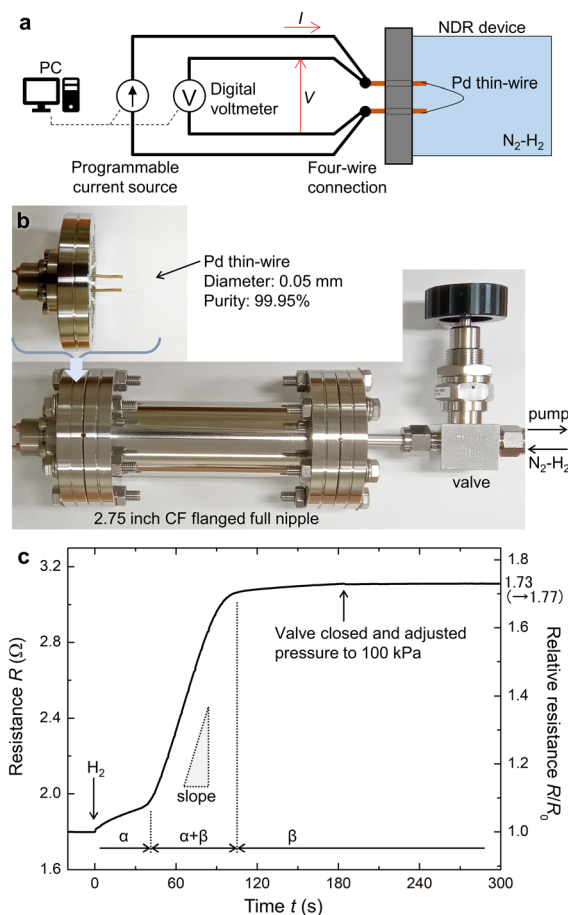 a
I
NDR device
PC
Digital
voltmeter
V
V
Pd thin-wire
N₂-H₂
Programmable
current source
Four-wire
connection
b
Pd thin-wire
Diameter: 0.05 mm
Purity: 99.95%
pump
N₂-H₂
valve
2.75 inch CF flanged full nipple
c
Resistance R (Ω)
3.2
2.8
2.4
2.0
1.6
1.8
1.73
(→1.77)
1.6
1.4
1.2
1.0
Relative resistance R/R₀
Valve closed and adjusted
pressure to 100 kPa
H₂
slope
α
α+β
β
0
60
120
180
240
300
Time t (s)